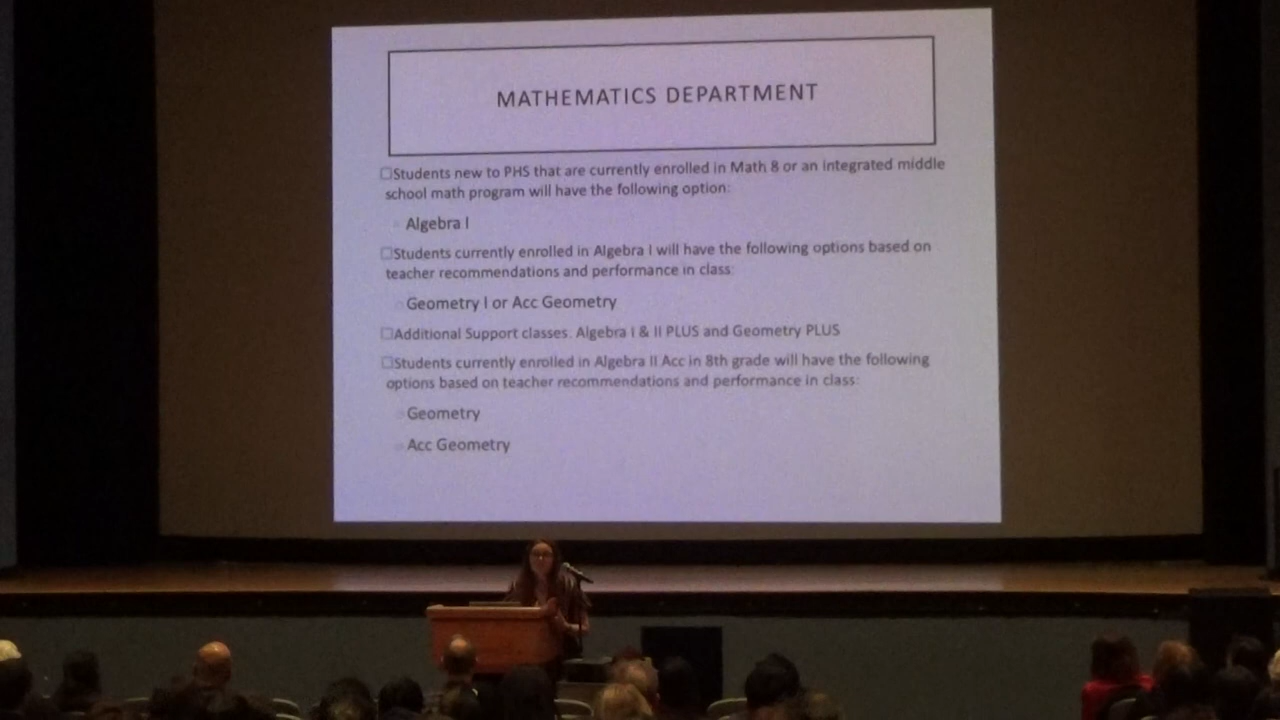 MATHEMATICS DEPARTMENT
Students new to PHS that are currently enrolled in Math 8 or an integrated middle
school math program will have the following option:
Algebra I
Students currently enrolled in Algebra I will have the following options based on
teacher recommendations and performance in class:
Geometry I or Acc Geometry
Additional Support classes: Algebra I & II PLUS and Geometry PLUS
Students currently enrolled in Algebra II Acc in 8th grade will have the following
options based on teacher recommendations and performance in class:
Geometry
Acc Geometry